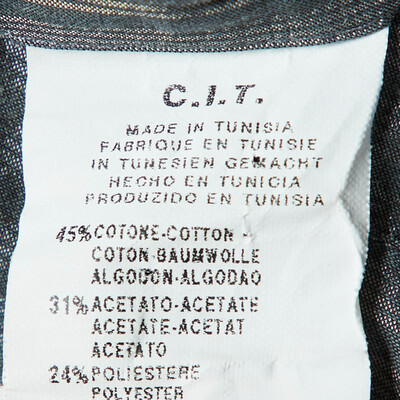 C.I.T.
MADE IN TUNISIA
FABRIQUE EN TUNISIE
IN TUNESIEN GEMACHT
HECHO EN TUNICIA
PRODUZIDO EN TUNISIA
45% COTONE-COTTON-
COTON-BAUMWOLLE
ALGODON-ALGODAO
31% ACETATO-ACETATE
ACETATE-ACETAT
ACETATO
24% POLIESTERE
POLYESTER